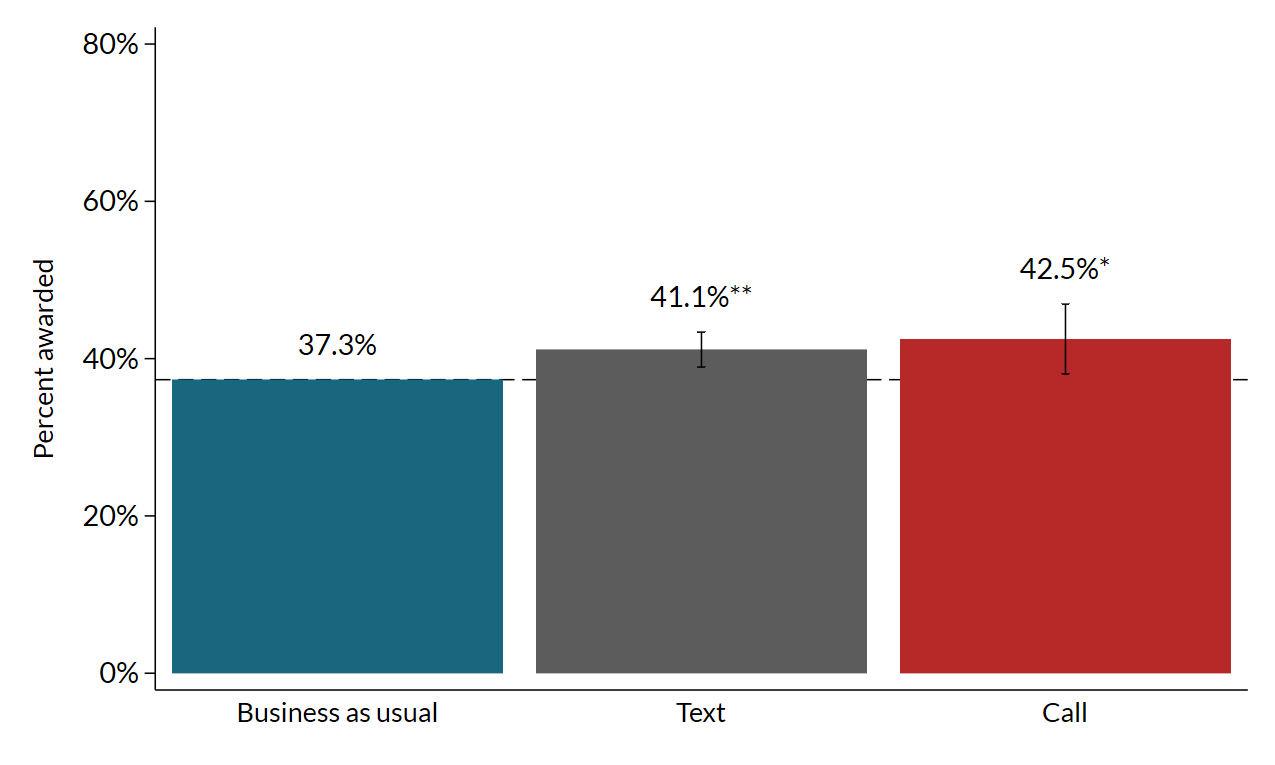 Percent awarded
80%
60%
40%
20%
0%
37.3%
41.1%**
42.5%*
Business as usual
Text
Call